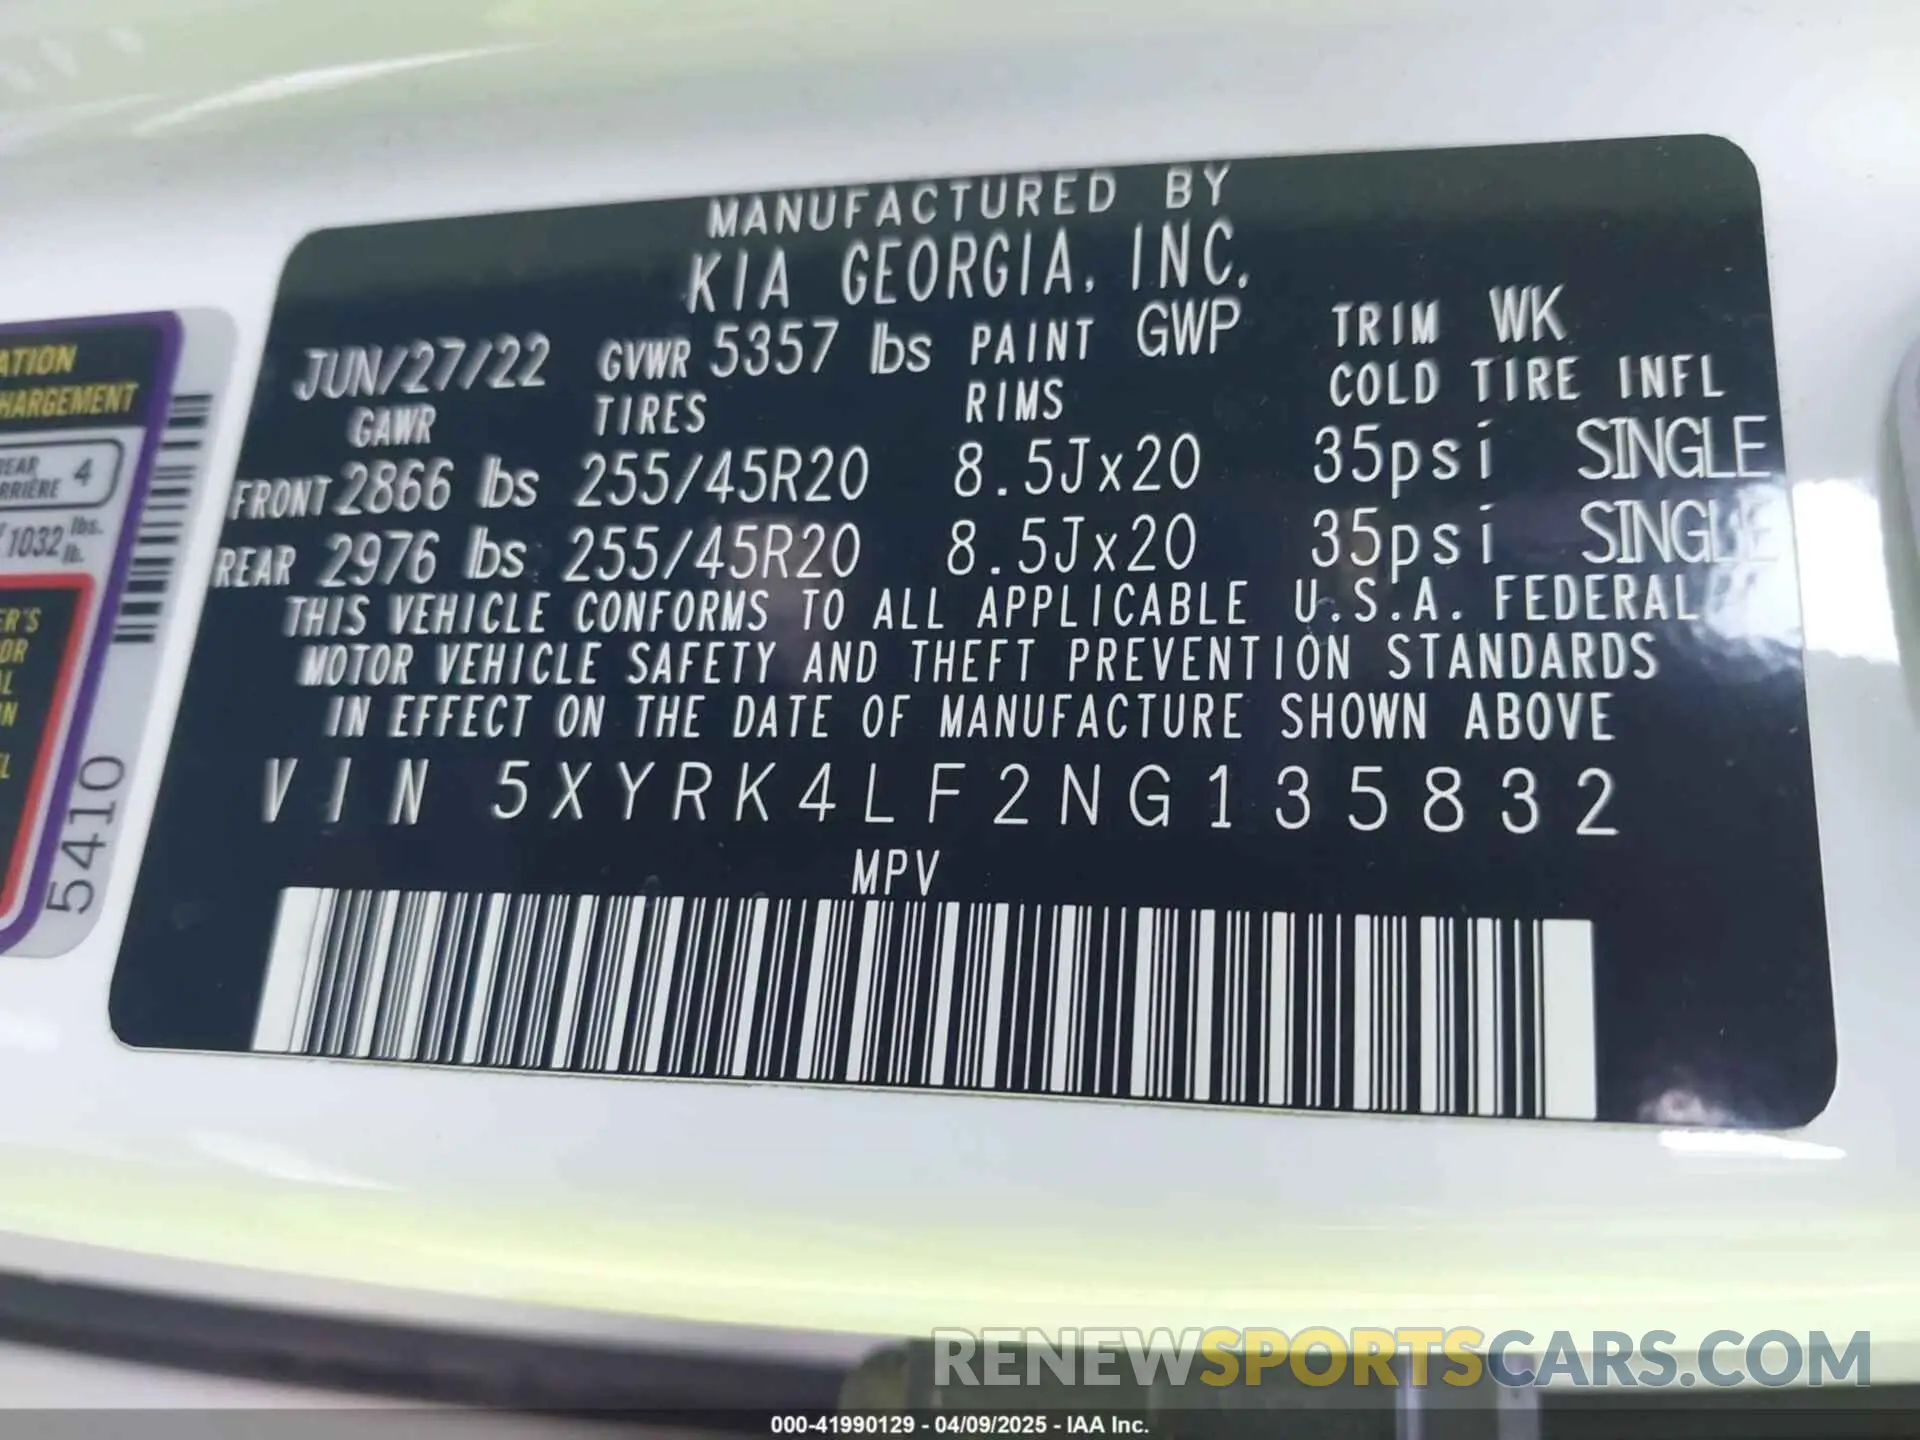 MANUFACTURED BY
KIA GEORGIA, INC.
JUN/27/22 GVWR 5357 lbs PAINT GWP TRIM WK
GAWR TIRES RIMS COLD TIRE INFL
FRONT 2866 lbs 255/45R20 8.5Jx20 35psi SINGLE
REAR 2976 lbs 255/45R20 8.5Jx20 35psi SINGLE
THIS VEHICLE CONFORMS TO ALL APPLICABLE U.S.A. FEDERAL
MOTOR VEHICLE SAFETY AND THEFT PREVENTION STANDARDS
IN EFFECT ON THE DATE OF MANUFACTURE SHOWN ABOVE
VIN 5XYRK4LF2NG135832
MPV
ATION
HARGEMENT
REAR 4
RRIÈRE
1032 lbs.
lb.
ER'S
OR
AL
N
EL
5410
RENEWSPORTSCARS.COM
000-41990129 - 04/09/2025 - IAA Inc.